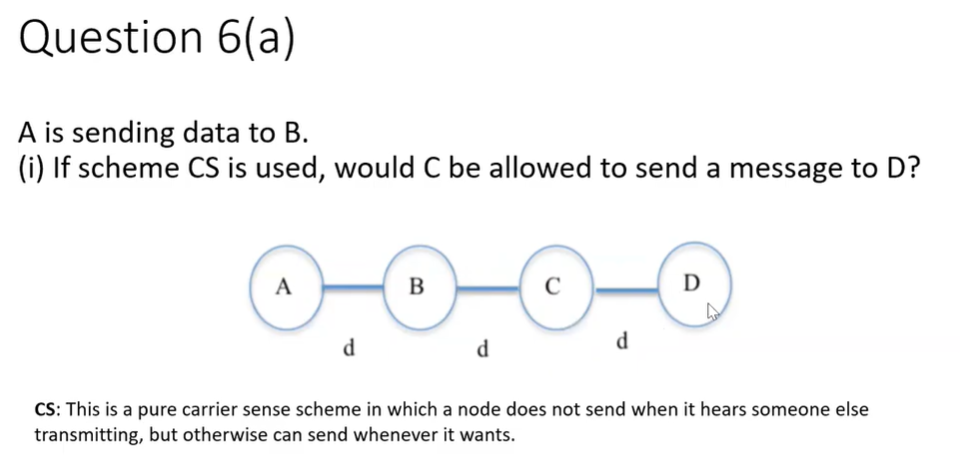 Question 6(a)
A is sending data to B.
(i) If scheme CS is used, would C be allowed to send a message to D?
A B C D
d d d
CS: This is a pure carrier sense scheme in which a node does not send when it hears someone else
transmitting, but otherwise can send whenever it wants.